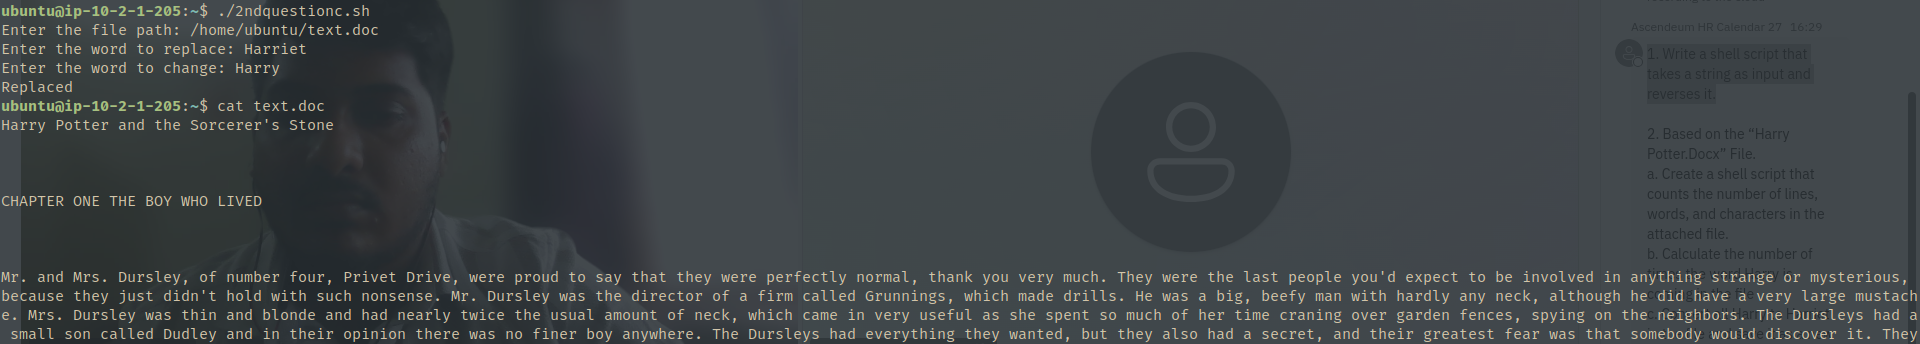 ubuntu@ip-10-2-1-205:~$ ./2ndquestionc.sh
Enter the file path: /home/ubuntu/text.doc
Enter the word to replace: Harriet
Enter the word to change: Harry
Replaced
ubuntu@ip-10-2-1-205:~$ cat text.doc
Harry Potter and the Sorcerer's Stone
CHAPTER ONE THE BOY WHO LIVED
Mr. and Mrs. Dursley, of number four, Privet Drive, were proud to say that they were perfectly normal, thank you very much. They were the last people you'd expect to be involved in anything strange or mysterious,
because they just didn't hold with such nonsense. Mr. Dursley was the director of a firm called Grunnings, which made drills. He was a big, beefy man with hardly any neck, although he did have a very large mustach
e. Mrs. Dursley was thin and blonde and had nearly twice the usual amount of neck, which came in very useful as she spent so much of her time craning over garden fences, spying on the neighbors. The Dursleys had a
small son called Dudley and in their opinion there was no finer boy anywhere. The Dursleys had everything they wanted, but they also had a secret, and their greatest fear was that somebody would discover it. They
Ascendeum HR Calendar 27 16:29
1. Write a shell script that
takes a string as input and
reverses it.
2. Based on the "Harry
Potter.Docx" File.
a. Create a shell script that
counts the number of lines,
words, and characters in the
attached file.
b. Calculate the number of